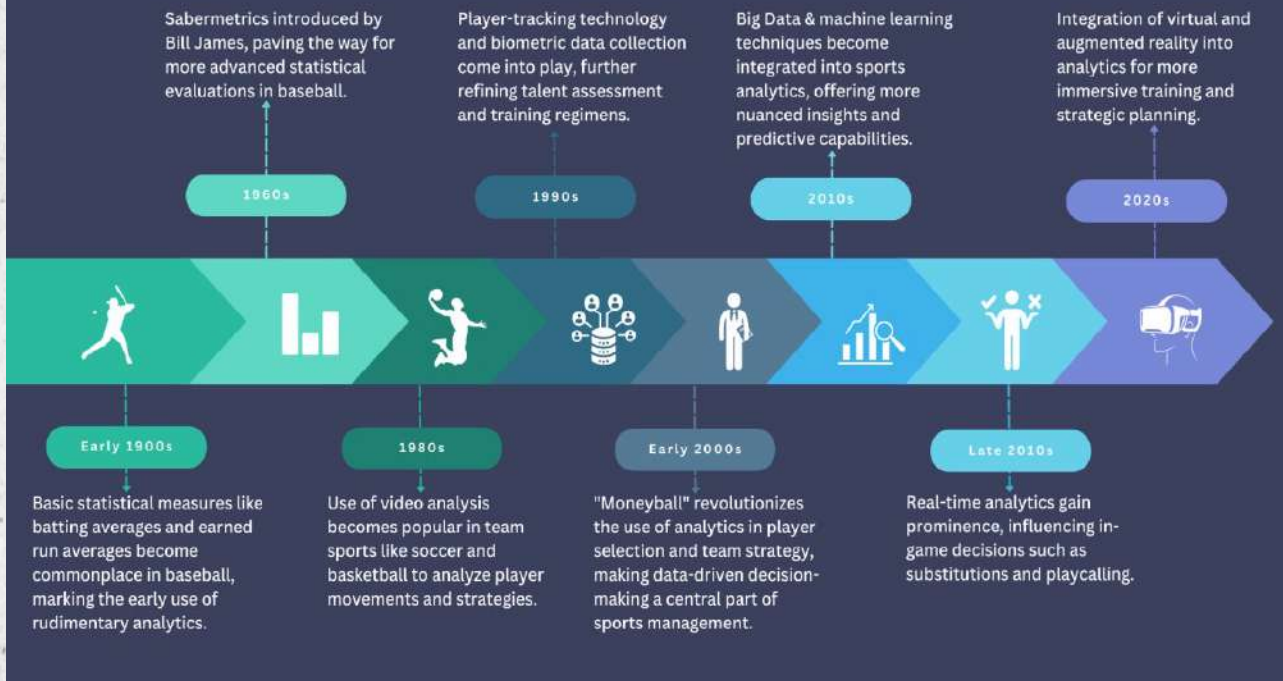 Sabermetrics introduced by
Bill James, paving the way for
more advanced statistical
evaluations in baseball.
Player-tracking technology
and biometric data collection
come into play, further
refining talent assessment
and training regimens.
Big Data & machine learning
techniques become
integrated into sports
analytics, offering more
nuanced insights and
predictive capabilities.
Integration of virtual and
augmented reality into
analytics for more
immersive training and
strategic planning.
1960s
1990s
2010s
2020s
Early 1900s
1980s
Early 2000s
Late 2010s
Basic statistical measures like
batting averages and earned
run averages become
commonplace in baseball,
marking the early use of
rudimentary analytics.
Use of video analysis
becomes popular in team
sports like soccer and
basketball to analyze player
movements and strategies.
"Moneyball" revolutionizes
the use of analytics in player
selection and team strategy,
making data-driven decision-
making a central part of
sports management.
Real-time analytics gain
prominence, influencing in-
game decisions such as
substitutions and playcalling.